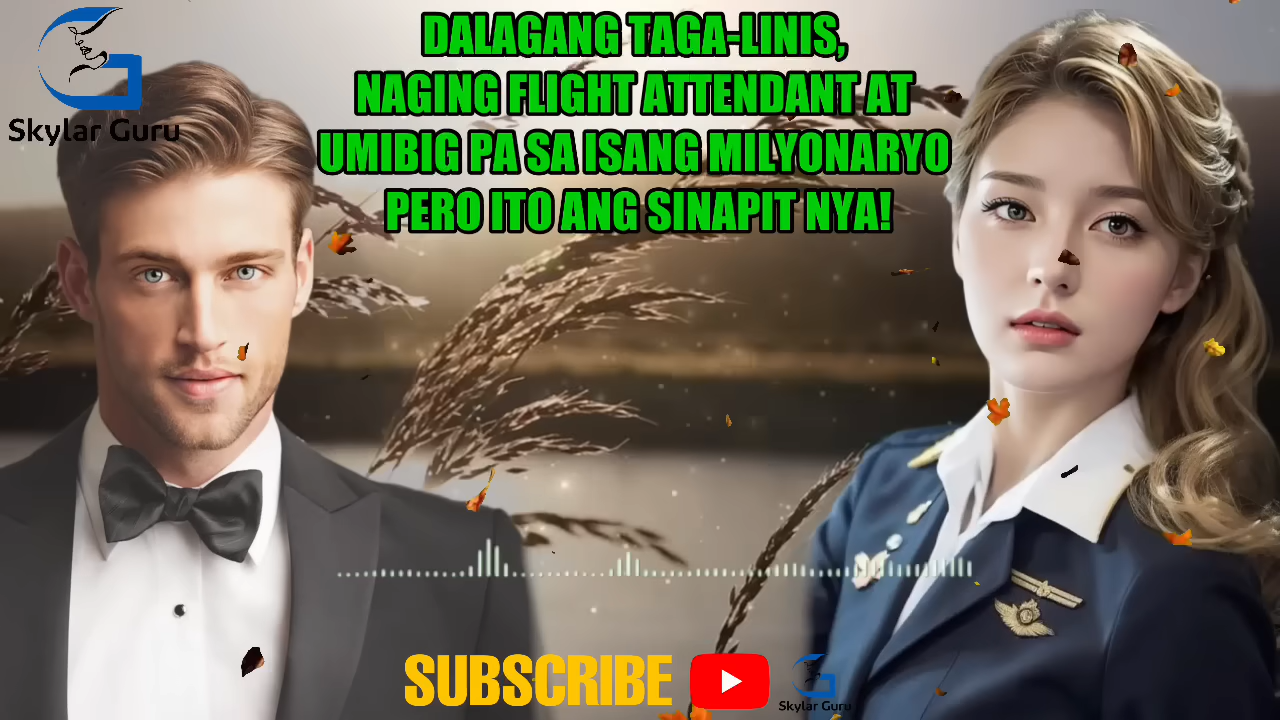 Skylar Guru
DALAGANG TAGA-LINIS,
NAGING FLIGHT ATTENDANT AT
UMIBIG PA SA ISANG MILYONARYO
PERO ITO ANG SINAPIT NYA!
SUBSCRIBE
Skylar Guru